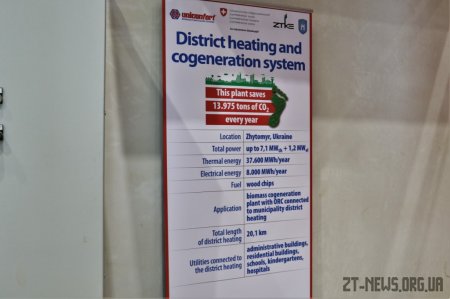 uniconfort
ZTKE
District heating and
cogeneration system
This plant saves
13.975 tons of CO2
every year
Location Zhytomyr, Ukraine
Total power up to 7,1 MWth + 1,2 MWel
Thermal energy 37.600 MWh/year
Electrical energy 8.000 MWh/year
Fuel wood chips
Application biomass cogeneration
plant with ORC connected
to municipality district
heating
Total length
of district heating 20,1 km
Utilities connected to
the district heating administrative buildings,
residential buildings,
schools, kindergartens,
hospitals
ZT-NEWS.ORG.UA